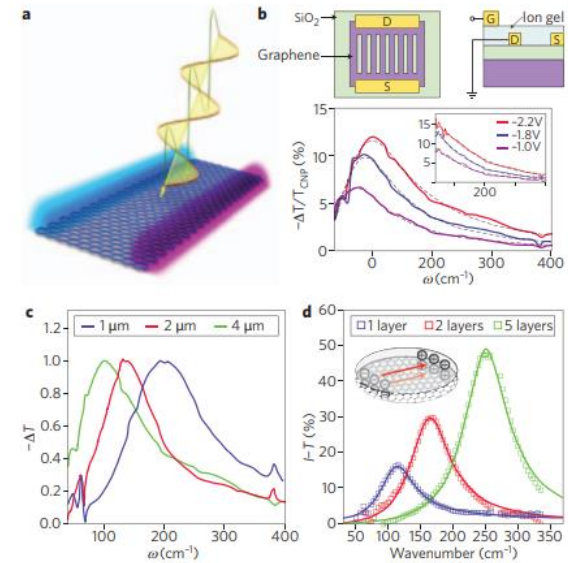 a
b
SiO2
Graphene
D
S
G
Ion gel
D
S
15
10
5
0
−ΔT/TCNP (%)
0
200
300
400
ω(cm-1)
15
10
5
200
-2.2V
-1.8V
-1.0V
c
1 μm
2 μm
4 μm
1.2
1.0
0.8
0.6
0.4
0.2
0.0
−ΔT
0
200
300
400
ω(cm-1)
d
1 layer
2 layers
5 layers
60
50
40
30
20
10
0
I-T (%)
50
100
150
200
250
300
350
Wavenumber (cm-1)